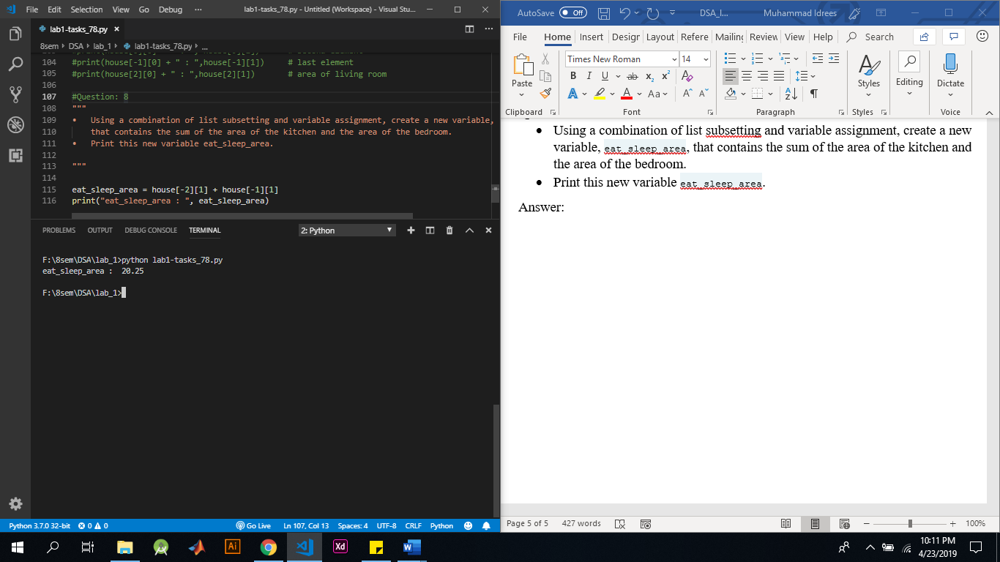 File Edit Selection View Go Debug ··· lab1-tasks_78.py - Untitled (Workspace) - Visual Stu...
lab1-tasks_78.py
8sem DSA lab_1 lab1-tasks_78.py ...
104 #print(house[-1][0] + " : ",house[-1][1]) # last element
105 #print(house[2][0] + " : ",house[2][1]) # area of living room
106
107 #Question: 8
108 """
109 • Using a combination of list subsetting and variable assignment, create a new variable,
110 that contains the sum of the area of the kitchen and the area of the bedroom.
111 • Print this new variable eat_sleep_area.
112
113 """
114
115 eat_sleep_area = house[-2][1] + house[-1][1]
116 print("eat_sleep_area : ", eat_sleep_area)
PROBLEMS OUTPUT DEBUG CONSOLE TERMINAL 2: Python
F:\8sem\DSA\lab_1>python lab1-tasks_78.py
eat_sleep_area :  20.25
F:\8sem\DSA\lab_1>
Python 3.7.0 32-bit 0 0 Go Live Ln 107, Col 13 Spaces: 4 UTF-8 CRLF Python
AutoSave Off DSA_l... Muhammad Idrees
File Home Insert Desigr Layout Refere Mailing Review View Help Search
Paste
Clipboard
Times New Roman 14
B I U ab x₂ x² A
A A Aa A A
Font
Paragraph
Styles
Styles
Editing
Dictate
Voice
• Using a combination of list subsetting and variable assignment, create a new
variable, eat_sleep_area, that contains the sum of the area of the kitchen and
the area of the bedroom.
• Print this new variable eat_sleep_area.
Answer:
Page 5 of 5 427 words 100%
Ai Xd W
10:11 PM
4/23/2019